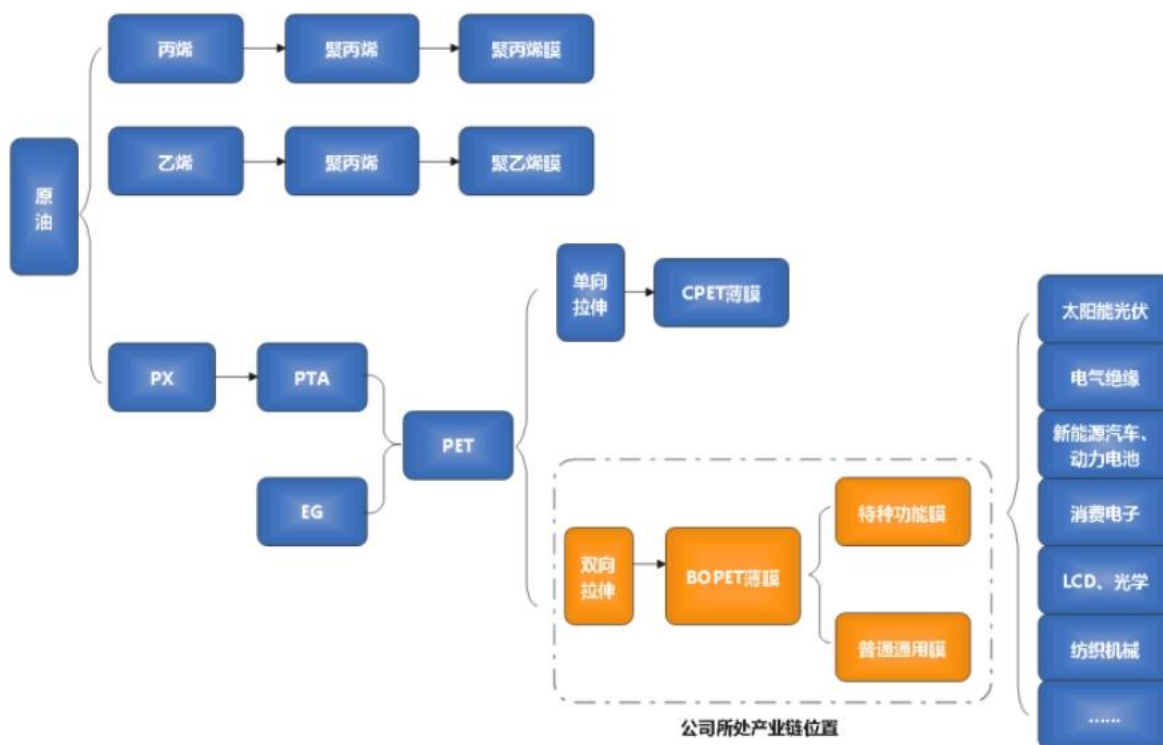 丙烯
聚丙烯
聚丙烯膜
乙烯
聚丙烯
聚乙烯膜
原
油
单向
拉伸
CPET薄膜
PX
PTA
EG
PET
双向
拉伸
BOPET薄膜
特种功能膜
普通通用膜
公司所处产业链位置
太阳能光伏
电气绝缘
新能源汽车、
动力电池
消费电子
LCD、光学
纺织机械
……